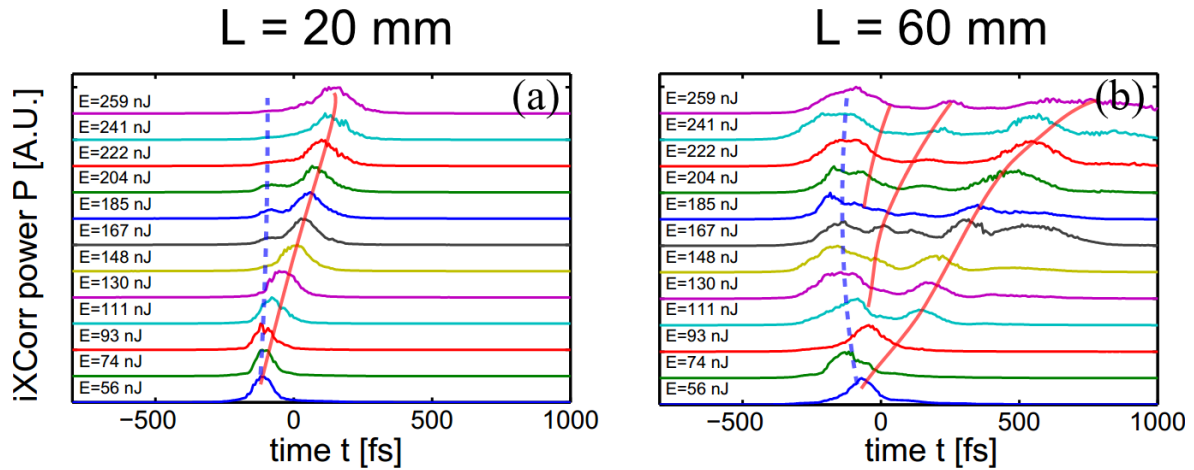 L = 20 mm
L = 60 mm
iXCorr power P [A.U.]
(a)
E=259 nJ
E=241 nJ
E=222 nJ
E=204 nJ
E=185 nJ
E=167 nJ
E=148 nJ
E=130 nJ
E=111 nJ
E=93 nJ
E=74 nJ
E=56 nJ
−500 0 500 1000
time t [fs]
(b)
E=259 nJ
E=241 nJ
E=222 nJ
E=204 nJ
E=185 nJ
E=167 nJ
E=148 nJ
E=130 nJ
E=111 nJ
E=93 nJ
E=74 nJ
E=56 nJ
−500 0 500 1000
time t [fs]